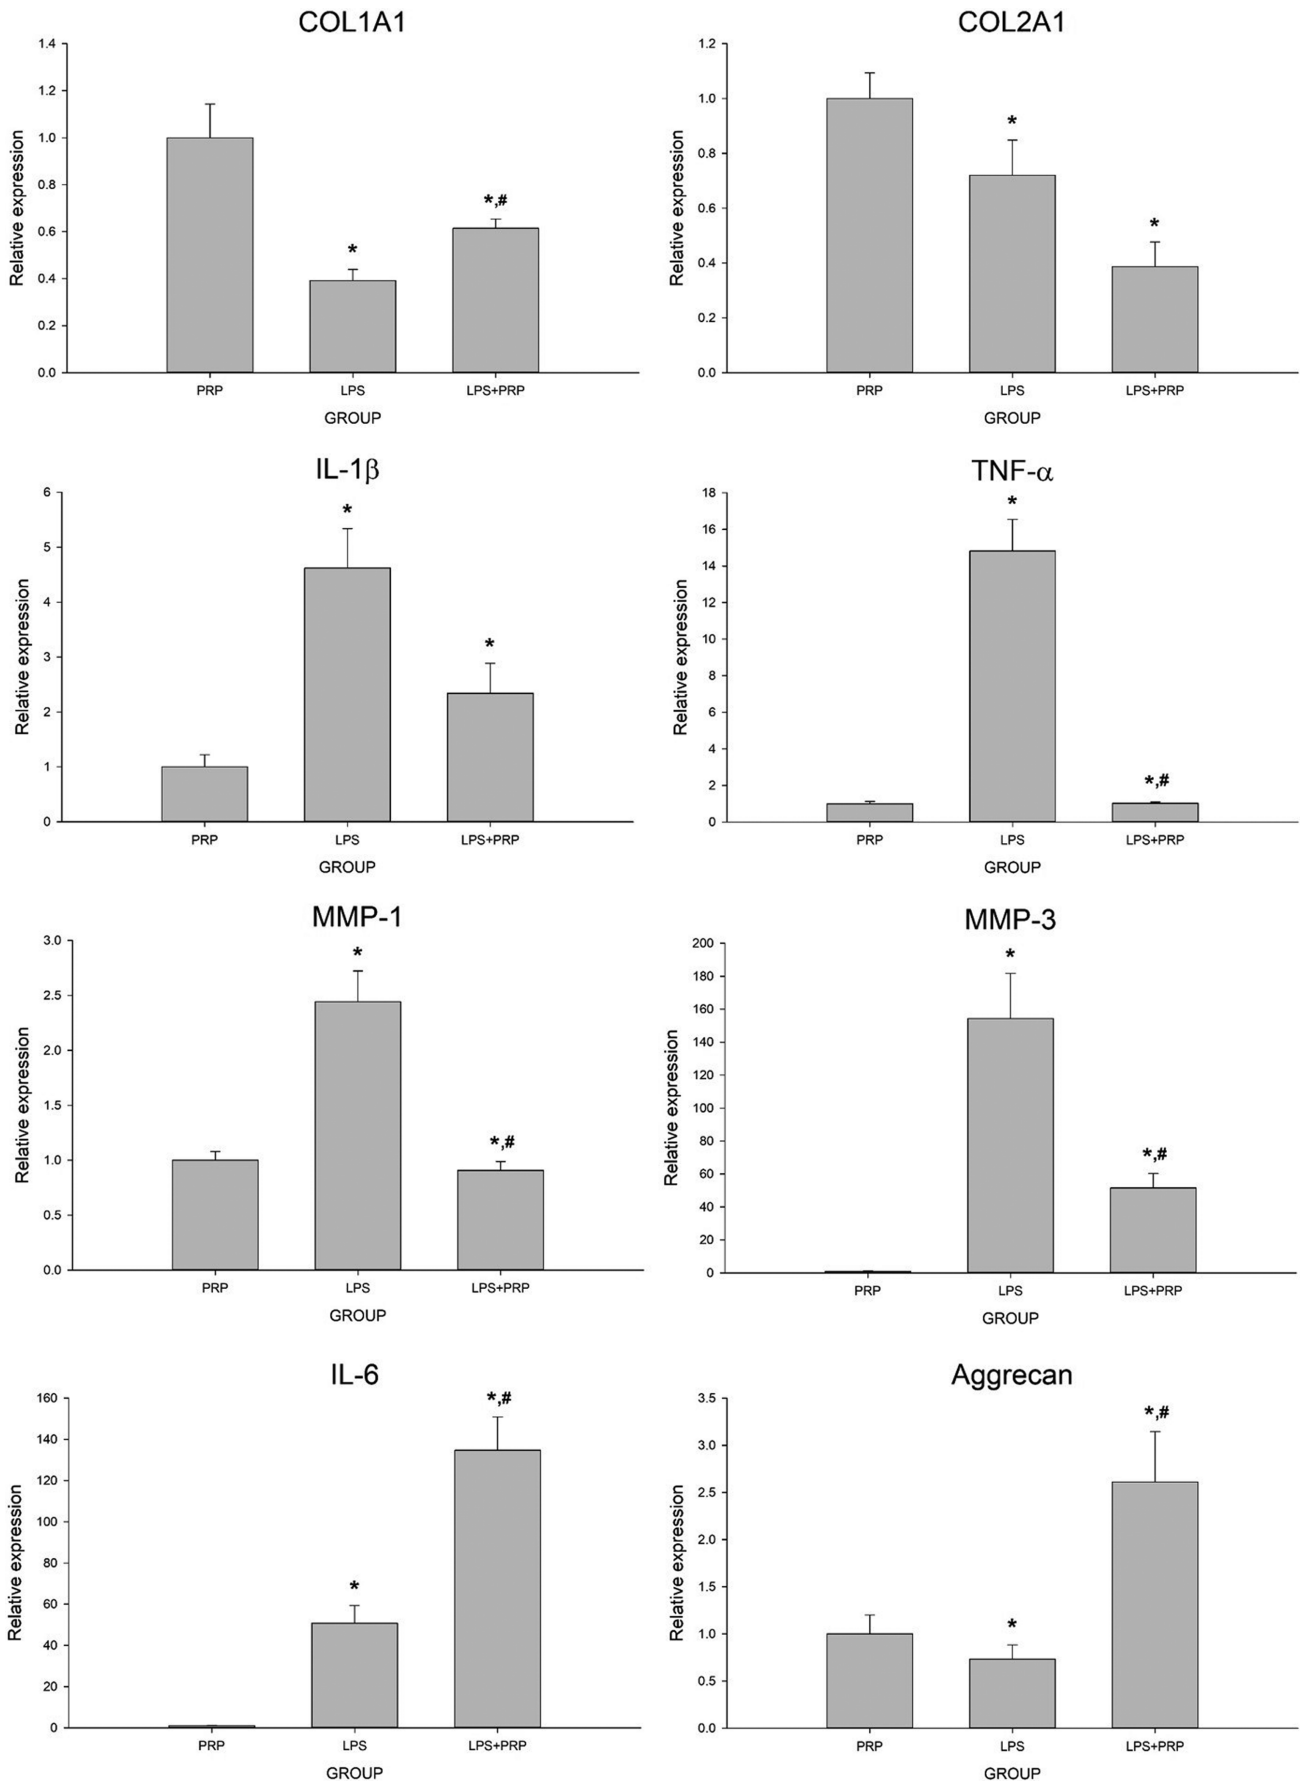 COL1A1
Relative expression
1.4
1.2
1.0
0.8
0.6
0.4
0.2
0.0
*
*,#
PRP LPS LPS+PRP
GROUP
COL2A1
Relative expression
1.2
1.0
0.8
0.6
0.4
0.2
0.0
*
*
PRP LPS LPS+PRP
GROUP
IL-1β
Relative expression
6
5
4
3
2
1
0
*
*
PRP LPS LPS+PRP
GROUP
TNF-α
Relative expression
18
16
14
12
10
8
6
4
2
0
*
*,#
PRP LPS LPS+PRP
GROUP
MMP-1
Relative expression
3.0
2.5
2.0
1.5
1.0
0.5
0.0
*
*,#
PRP LPS LPS+PRP
GROUP
MMP-3
Relative expression
200
180
160
140
120
100
80
60
40
20
0
*
*,#
PRP LPS LPS+PRP
GROUP
IL-6
Relative expression
160
140
120
100
80
60
40
20
0
*
*,#
PRP LPS LPS+PRP
GROUP
Aggrecan
Relative expression
3.5
3.0
2.5
2.0
1.5
1.0
0.5
0.0
*
*,#
PRP LPS LPS+PRP
GROUP